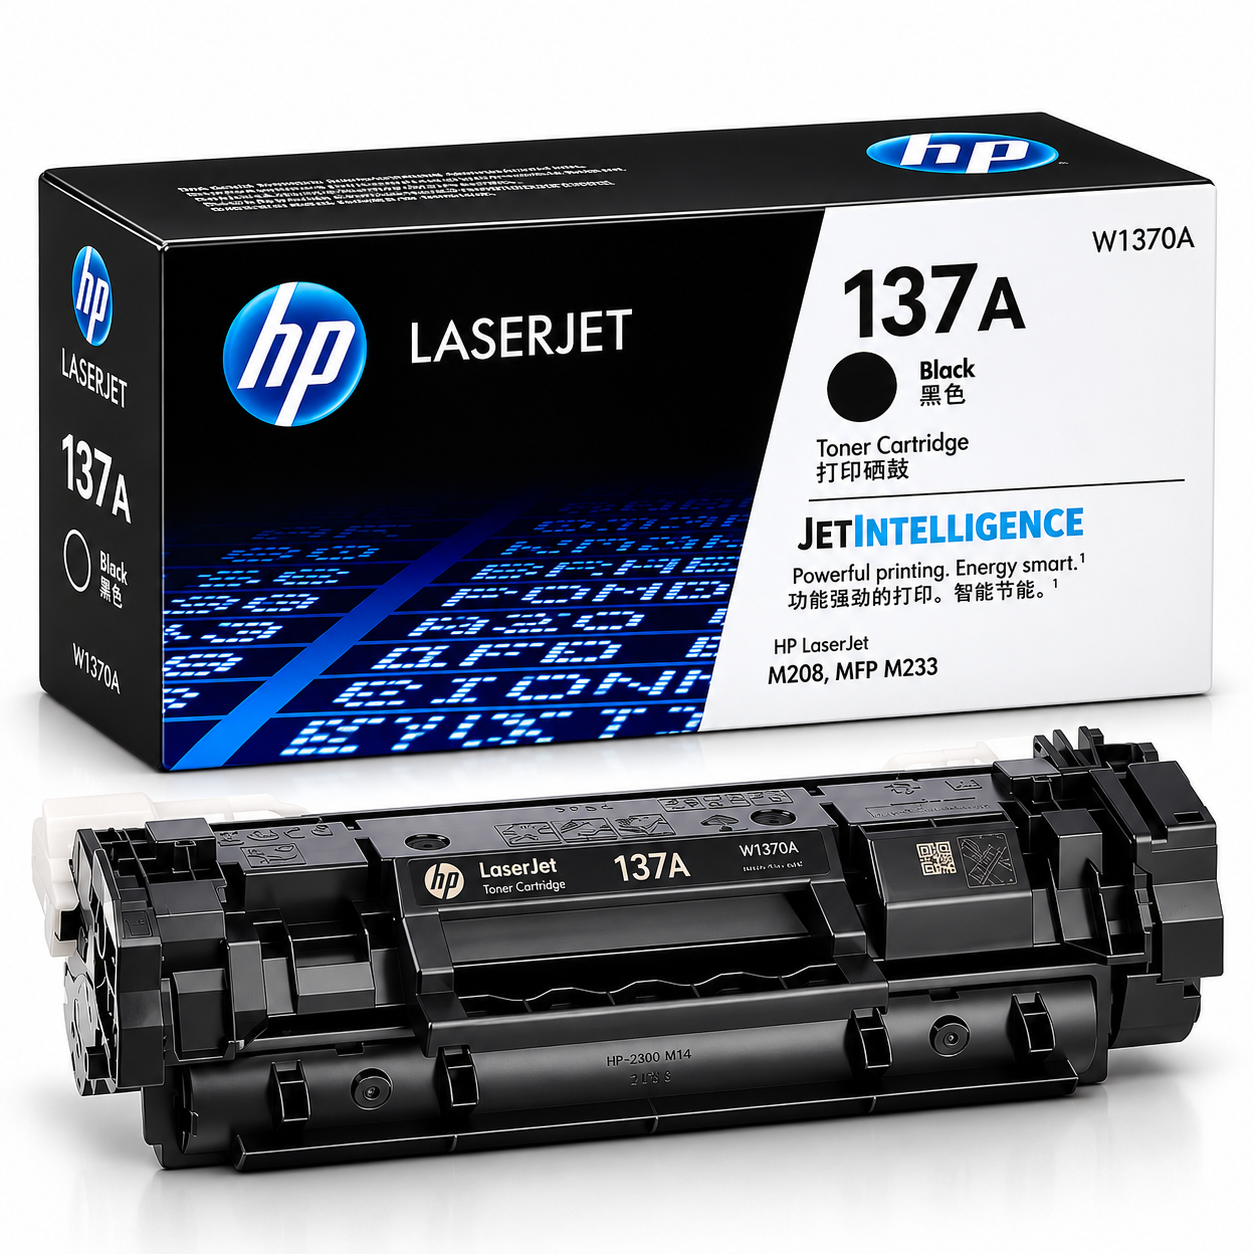 hp
hp
LASERJET
137A
Black
黑色
W1370A
hp
LASERJET
W1370A
137A
Black
黑色
Toner Cartridge
打印硒鼓
JETINTELLIGENCE
Powerful printing. Energy smart.¹
功能强劲的打印。智能节能。¹
HP LaserJet
M208, MFP M233
hp
LaserJet
Toner Cartridge
137A
W1370A
HP-2300 M14